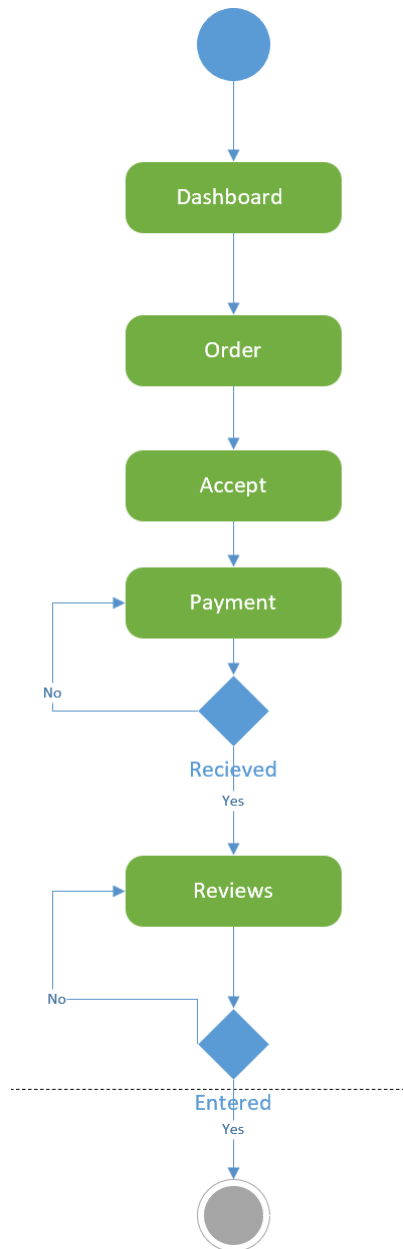 Dashboard
Order
Accept
Payment
No
Recieved
Yes
Reviews
No
Entered
Yes